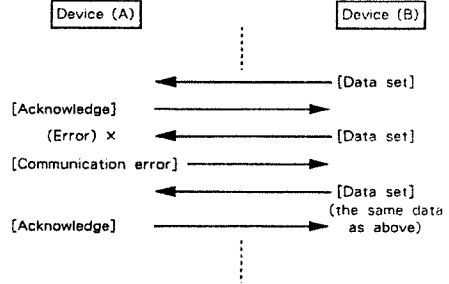 Device (A) Device (B)
[Data set]
[Acknowledge]
(Error) × [Data set]
[Communication error]
[Data set]
(the same data
[Acknowledge] as above)